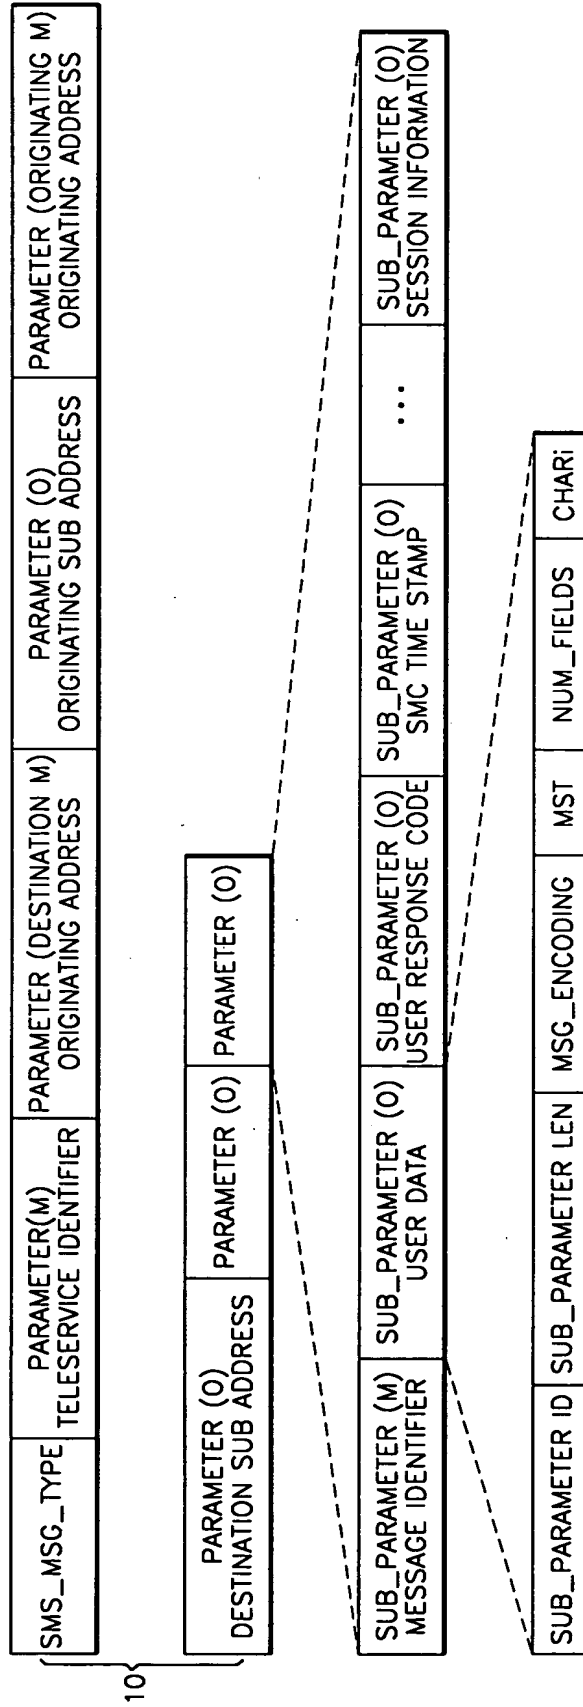 10
SMS_MSG_TYPE
PARAMETER(M)
TELESERVICE IDENTIFIER
PARAMETER (DESTINATION M)
ORIGINATING ADDRESS
PARAMETER (O)
ORIGINATING SUB ADDRESS
PARAMETER (ORIGINATING M)
ORIGINATING ADDRESS
PARAMETER (O)
DESTINATION SUB ADDRESS
PARAMETER (O)
PARAMETER (O)
SUB_PARAMETER (M)
MESSAGE IDENTIFIER
SUB_PARAMETER (O)
USER DATA
SUB_PARAMETER (O)
USER RESPONSE CODE
SUB_PARAMETER (O)
SMC TIME STAMP
...
SUB_PARAMETER (O)
SESSION INFORMATION
SUB_PARAMETER ID
SUB_PARAMETER LEN
MSG_ENCODING
MST
NUM_FIELDS
CHARi